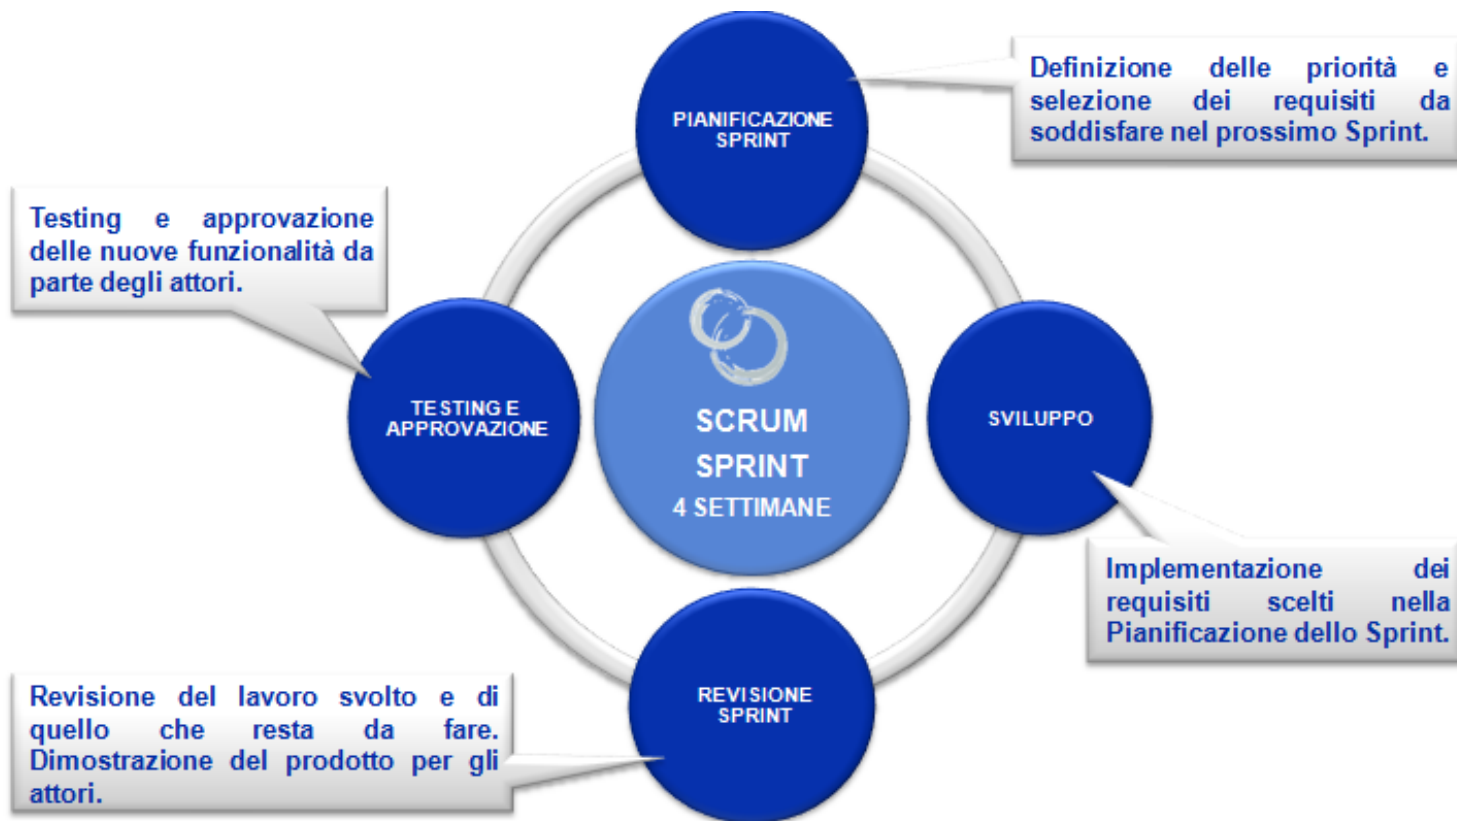 PIANIFICAZIONE
SPRINT
Definizione delle priorità e
selezione dei requisiti da
soddisfare nel prossimo Sprint.
Testing e approvazione
delle nuove funzionalità da
parte degli attori.
TESTING E
APPROVAZIONE
SCRUM
SPRINT
4 SETTIMANE
SVILUPPO
Implementazione dei
requisiti scelti nella
Pianificazione dello Sprint.
REVISIONE
SPRINT
Revisione del lavoro svolto e di
quello che resta da fare.
Dimostrazione del prodotto per gli
attori.